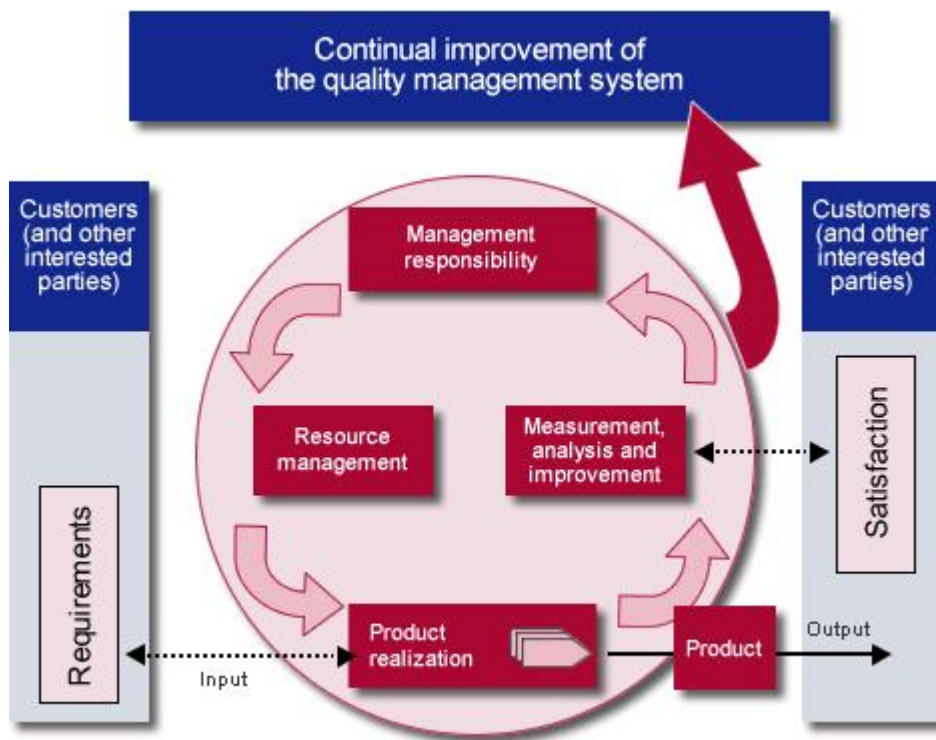 Continual improvement of
the quality management system
Customers
(and other
interested
parties)
Customers
(and other
interested
parties)
Management
responsibility
Resource
management
Measurement,
analysis and
improvement
Satisfaction
Requirements
Product
realization
Product
Input
Output